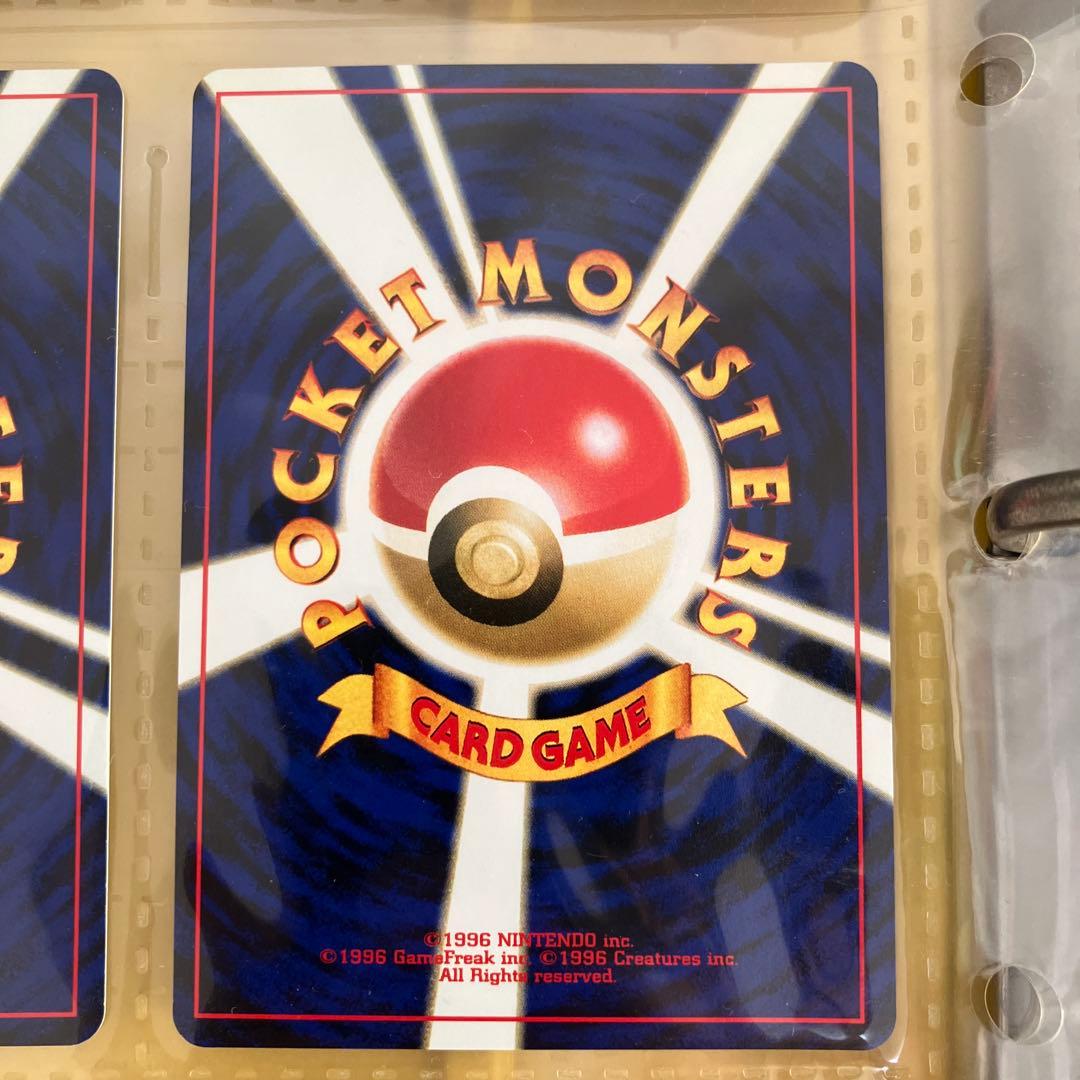 POCKET MONSTERS
CARD GAME
©1996 NINTENDO inc.
©1996 GameFreak inc. ©1996 Creatures inc.
All Rights reserved.